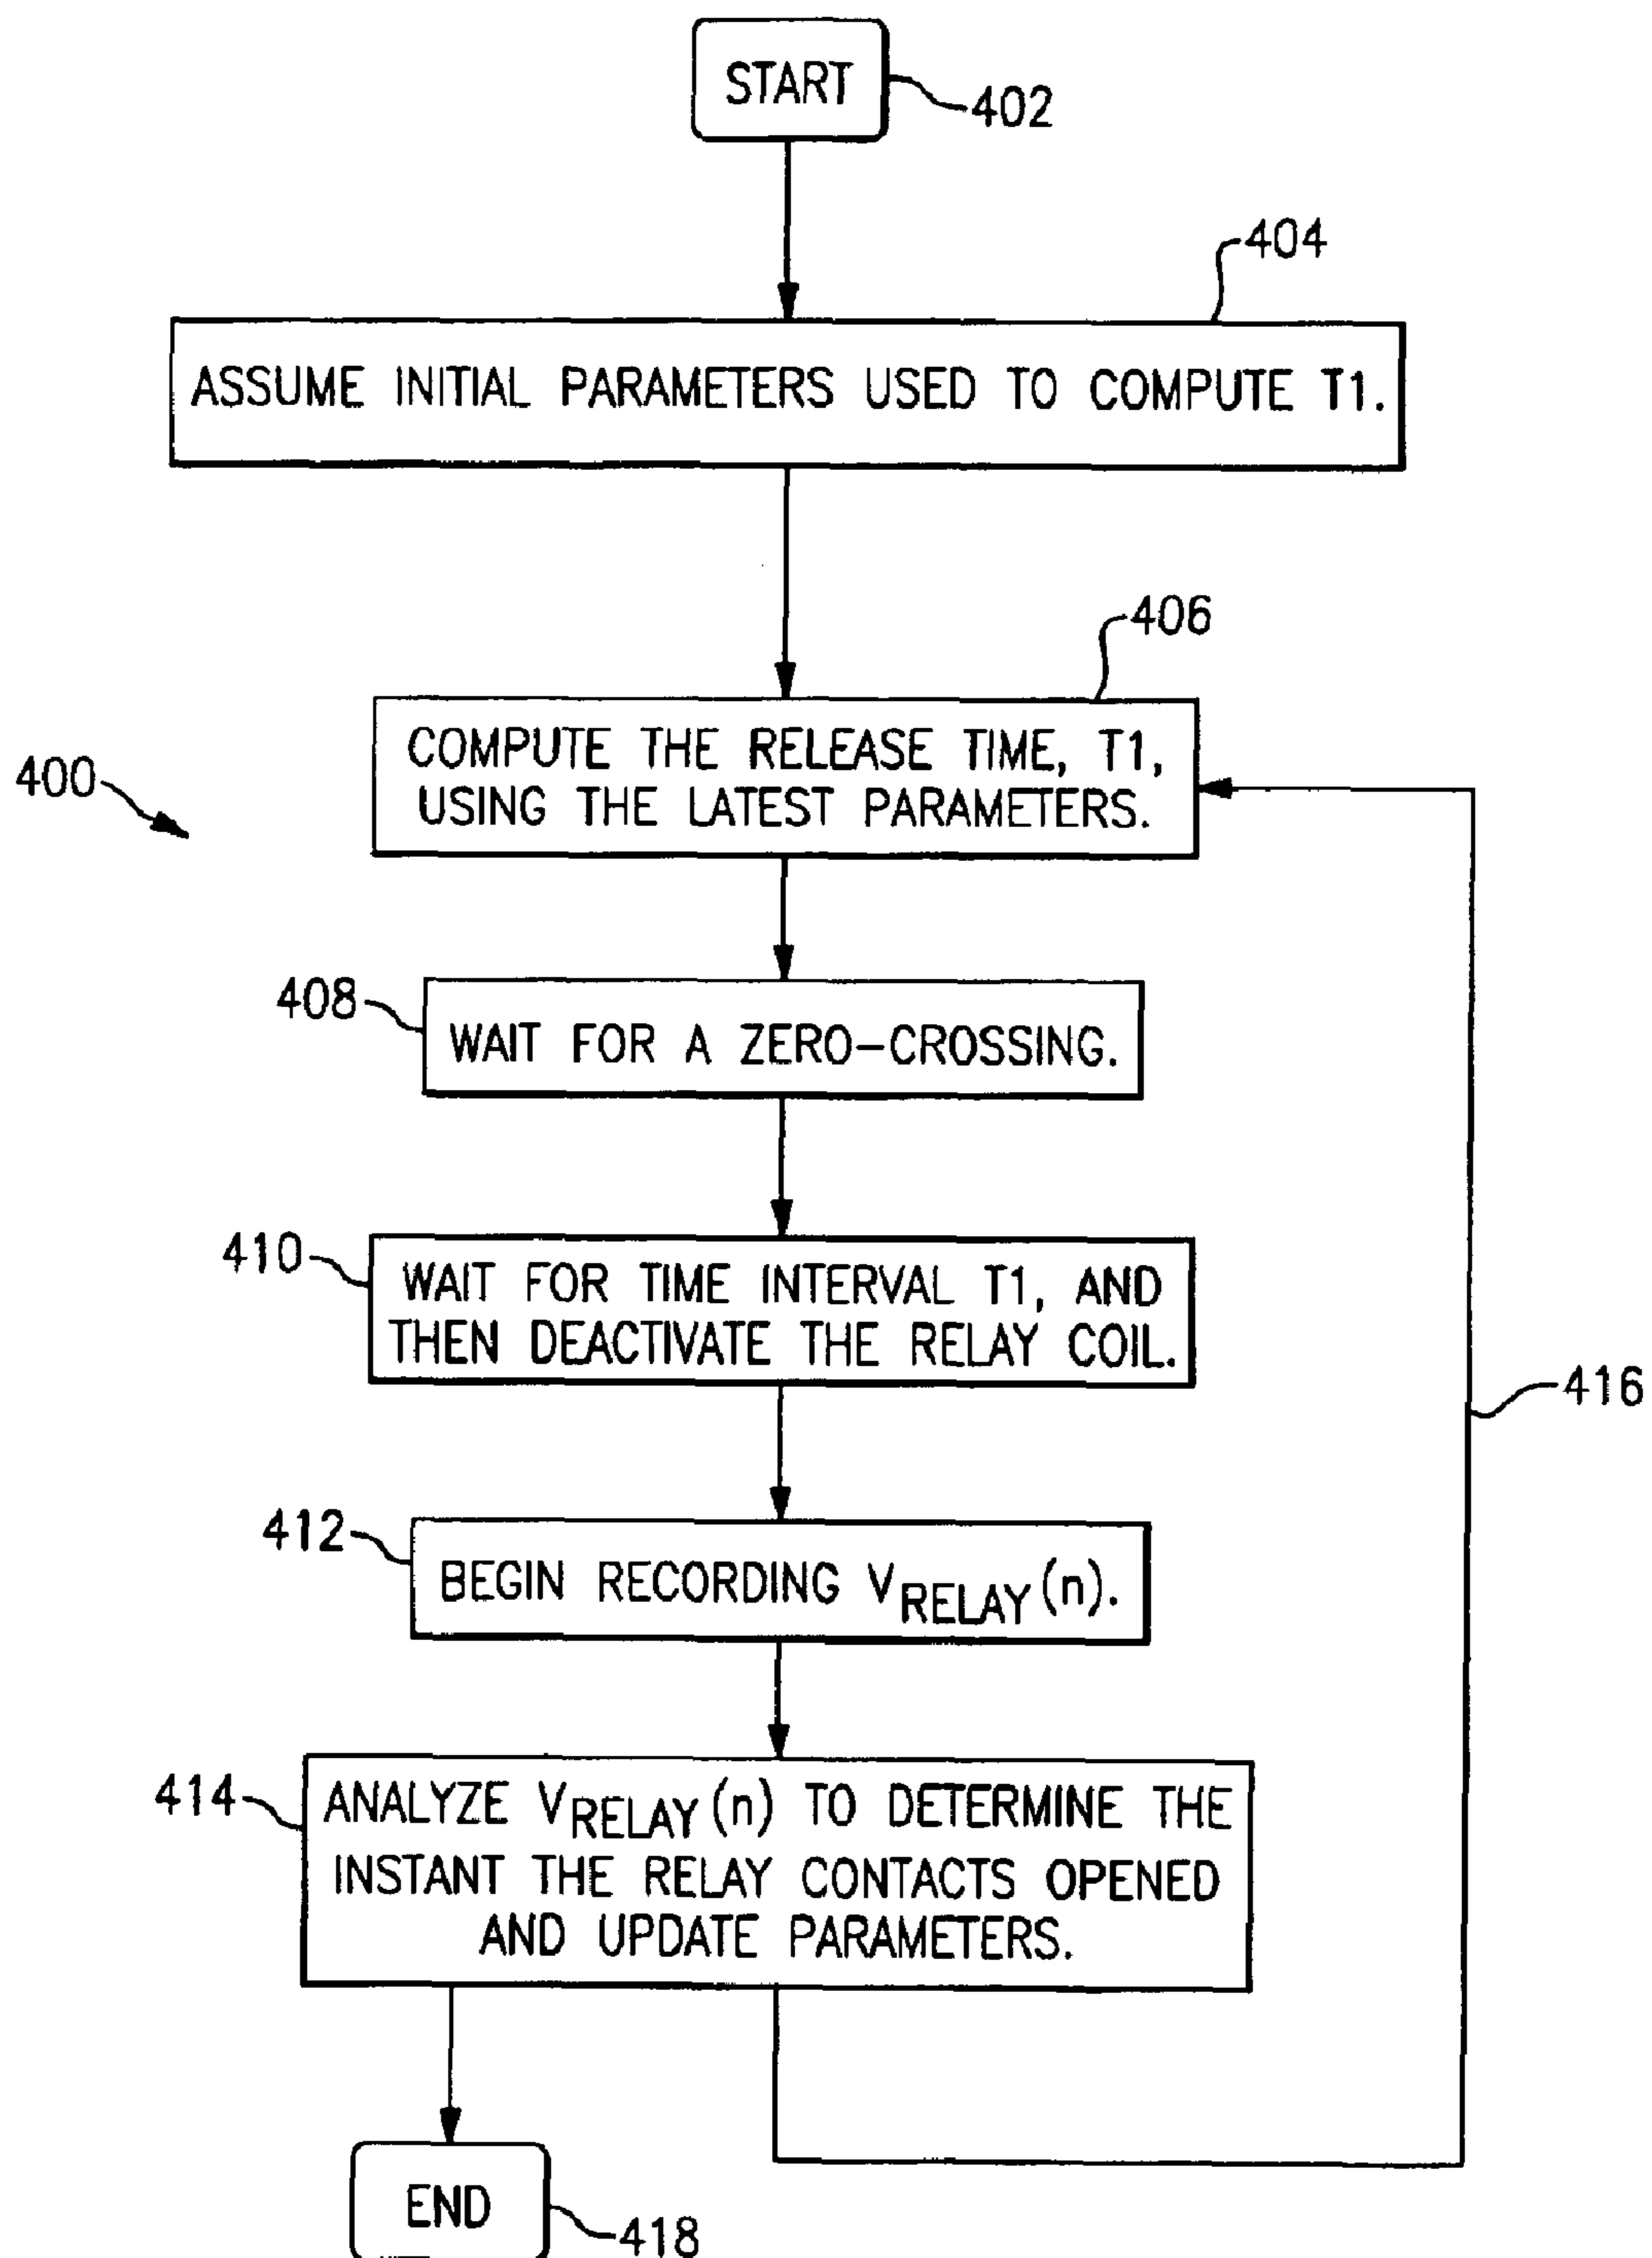 START
402
404
ASSUME INITIAL PARAMETERS USED TO COMPUTE T1.
406
COMPUTE THE RELEASE TIME, T1,
USING THE LATEST PARAMETERS.
400
408
WAIT FOR A ZERO-CROSSING.
410
WAIT FOR TIME INTERVAL T1, AND
THEN DEACTIVATE THE RELAY COIL.
416
412
BEGIN RECORDING VRELAY(n).
414
ANALYZE VRELAY(n) TO DETERMINE THE
INSTANT THE RELAY CONTACTS OPENED
AND UPDATE PARAMETERS.
END
418